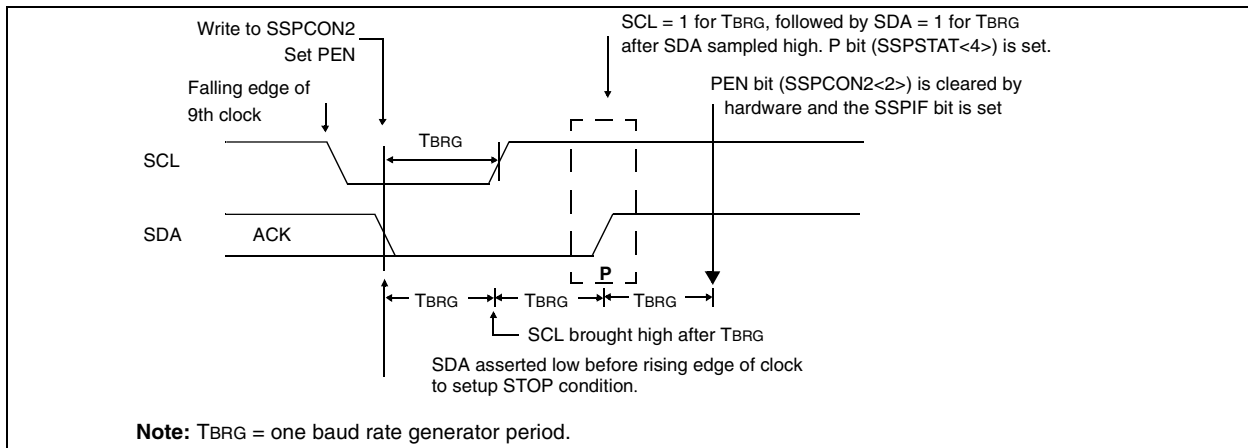 Write to SSPCON2
Set PEN
SCL = 1 for TBRG, followed by SDA = 1 for TBRG
after SDA sampled high. P bit (SSPSTAT<4>) is set.
Falling edge of
9th clock
PEN bit (SSPCON2<2>) is cleared by
hardware and the SSPIF bit is set
TBRG
SCL
SDA
ACK
P
TBRG
TBRG
TBRG
SCL brought high after TBRG
SDA asserted low before rising edge of clock
to setup STOP condition.
Note: TBRG = one baud rate generator period.